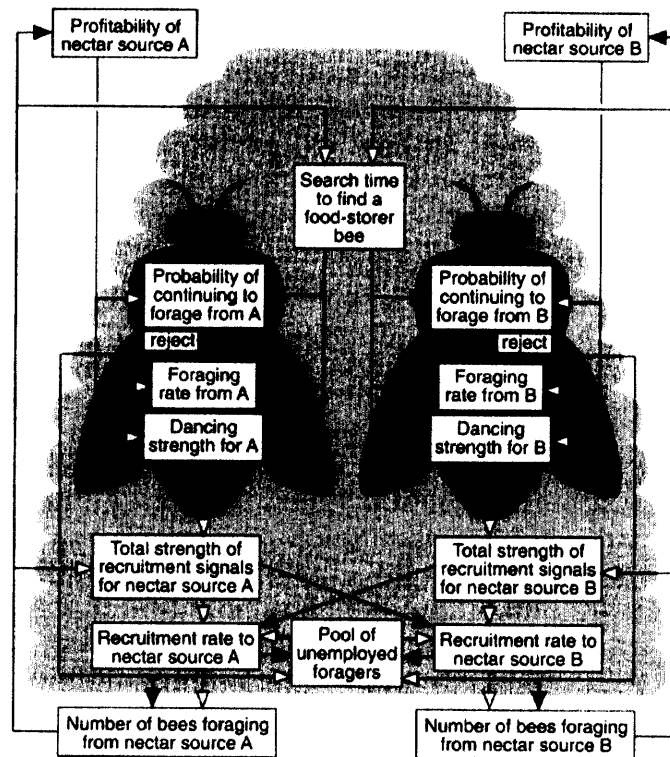 Profitability of
nectar source A
Profitability of
nectar source B
Search time
to find a
food-storer
bee
Probability of
continuing to
forage from A
reject
Foraging
rate from A
Dancing
strength for A
Probability of
continuing to
forage from B
reject
Foraging
rate from B
Dancing
strength for B
Total strength of
recruitment signals
for nectar source A
Total strength of
recruitment signals
for nectar source B
Recruitment rate to
nectar source A
Pool of
unemployed
foragers
Recruitment rate to
nectar source B
Number of bees foraging
from nectar source A
Number of bees foraging
from nectar source B